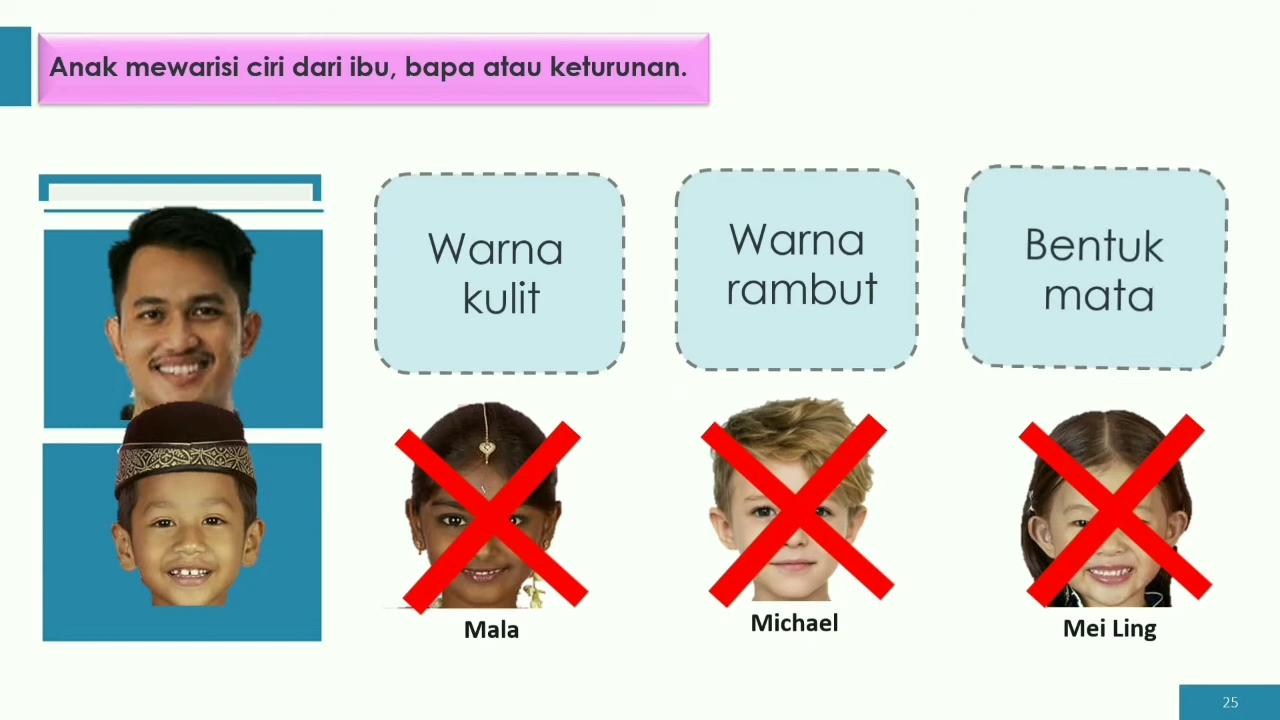 Anak mewarisi ciri dari ibu, bapa atau keturunan.
Warna
kulit
Warna
rambut
Bentuk
mata
Mala
Michael
Mei Ling
25